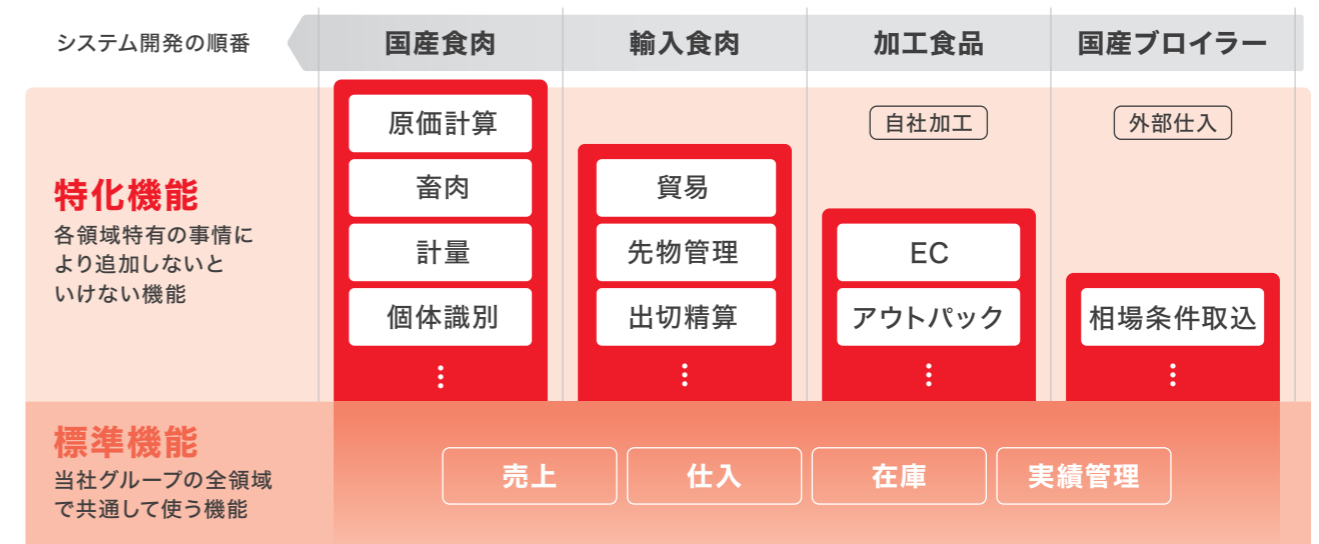 システム開発の順番
国産食肉
輸入食肉
加工食品
国産ブロイラー
特化機能
各領域特有の事情に
より追加しないと
いけない機能
原価計算
畜肉
計量
個体識別
⋮
貿易
先物管理
出切精算
⋮
自社加工
EC
アウトパック
⋮
外部仕入
相場条件取込
⋮
標準機能
当社グループの全領域
で共通して使う機能
売上
仕入
在庫
実績管理